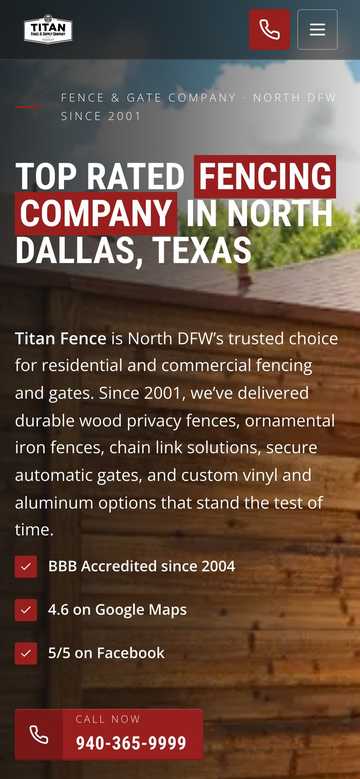 TITAN
FENCE & SUPPLY COMPANY
FENCE & GATE COMPANY · NORTH DFW
SINCE 2001
TOP RATED FENCING
COMPANY IN NORTH
DALLAS, TEXAS
Titan Fence is North DFW’s trusted choice
for residential and commercial fencing
and gates. Since 2001, we’ve delivered
durable wood privacy fences, ornamental
iron fences, chain link solutions, secure
automatic gates, and custom vinyl and
aluminum options that stand the test of
time.
BBB Accredited since 2004
4.6 on Google Maps
5/5 on Facebook
CALL NOW
940-365-9999